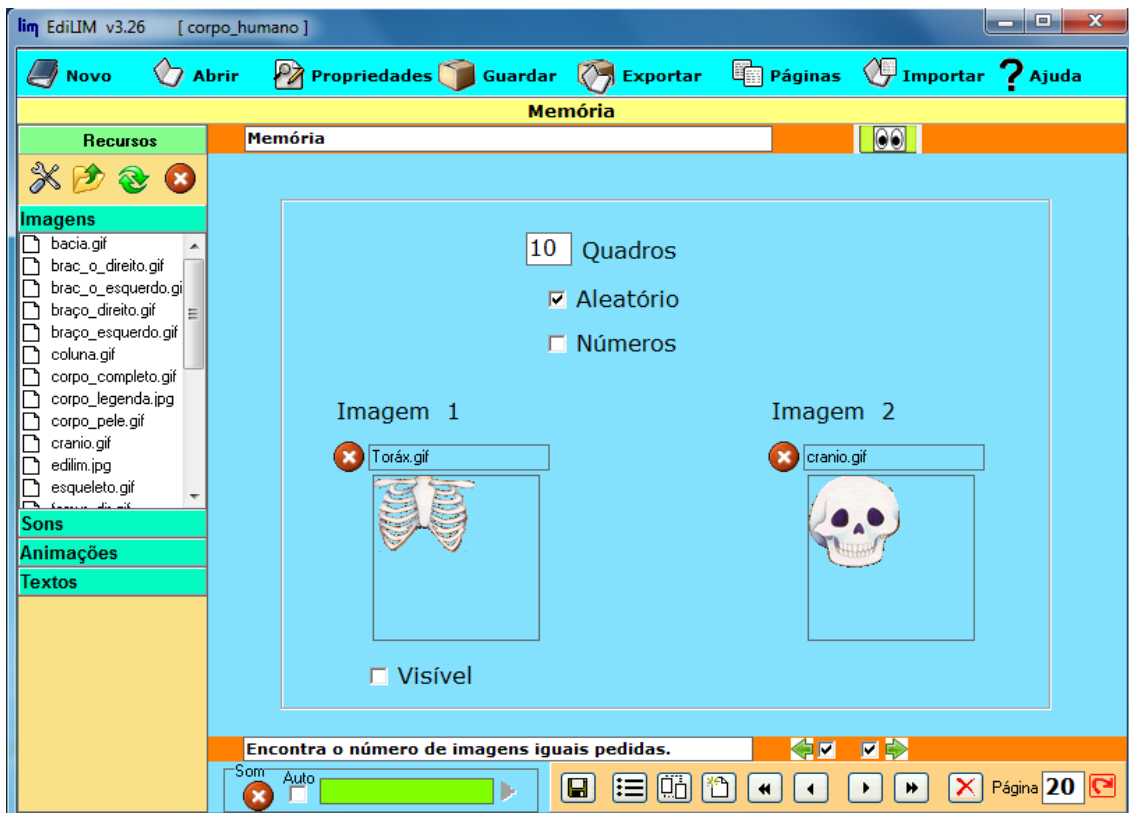 lim EdiLIM v3.26 [ corpo_humano ]
Novo Abrir Propriedades Guardar Exportar Páginas Importar ? Ajuda
Memória
Recursos
Memória
Imagens
bacia.gif
brac_o_direito.gif
brac_o_esquerdo.gi
braço_direito.gif
braço_esquerdo.gif
coluna.gif
corpo_completo.gif
corpo_legenda.jpg
corpo_pele.gif
cranio.gif
edilim.jpg
esqueleto.gif
Sons
Animações
Textos
10 Quadros
Aleatório
Números
Imagem 1
Toráx.gif
Imagem 2
cranio.gif
Visível
Encontra o número de imagens iguais pedidas.
Som
Auto
Página 20